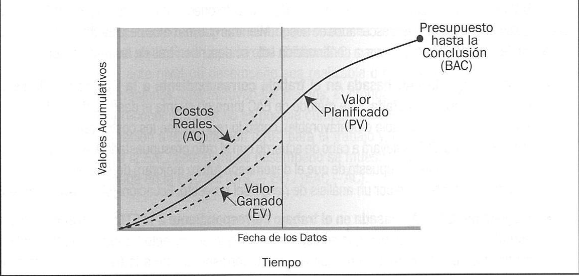 Presupuesto
hasta la
Conclusión
(BAC)
Costos
Reales
(AC)
Valor
Planificado
(PV)
Valor
Ganado
(EV)
Valores Acumulativos
Fecha de los Datos
Tiempo